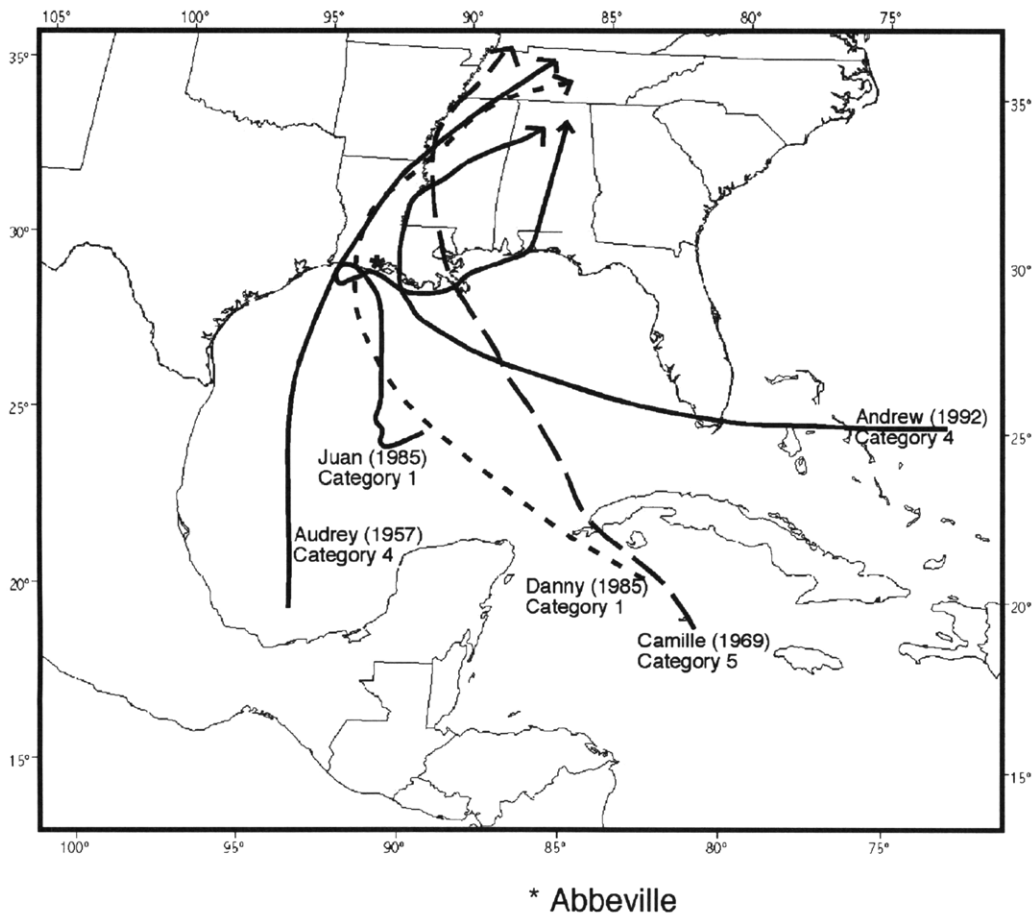 105° 95° 90° 85° 80° 75°
35° 35°
30° 30°
25° 25°
Andrew (1992)
Category 4
Juan (1985)
Category 1
Audrey (1957)
Category 4
20° 20°
Danny (1985)
Category 1
Camille (1969)
Category 5
15° 15°
100° 95° 90° 85° 80° 75°
* Abbeville